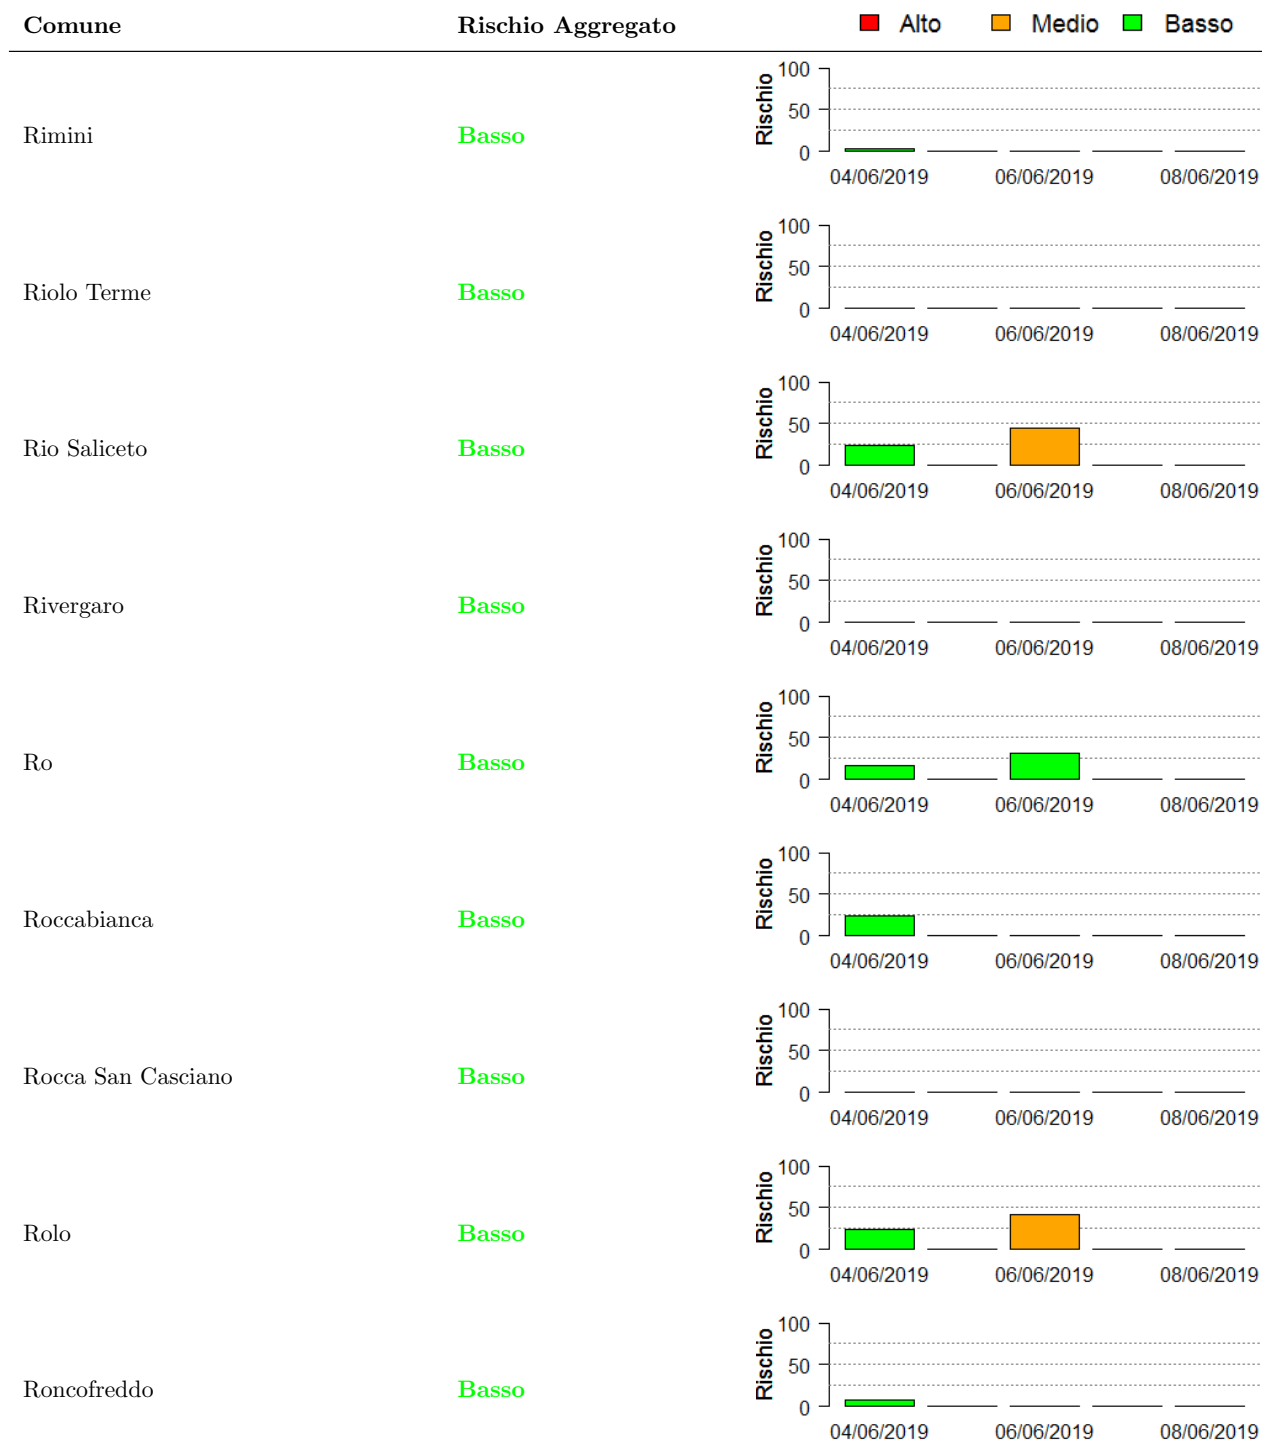 Comune Rischio Aggregato Alto Medio Basso
Rimini Basso Rischio 100 50 0
04/06/2019 06/06/2019 08/06/2019
Riolo Terme Basso Rischio 100 50 0
04/06/2019 06/06/2019 08/06/2019
Rio Saliceto Basso Rischio 100 50 0
04/06/2019 06/06/2019 08/06/2019
Rivergaro Basso Rischio 100 50 0
04/06/2019 06/06/2019 08/06/2019
Ro Basso Rischio 100 50 0
04/06/2019 06/06/2019 08/06/2019
Roccabianca Basso Rischio 100 50 0
04/06/2019 06/06/2019 08/06/2019
Rocca San Casciano Basso Rischio 100 50 0
04/06/2019 06/06/2019 08/06/2019
Rolo Basso Rischio 100 50 0
04/06/2019 06/06/2019 08/06/2019
Roncofreddo Basso Rischio 100 50 0
04/06/2019 06/06/2019 08/06/2019